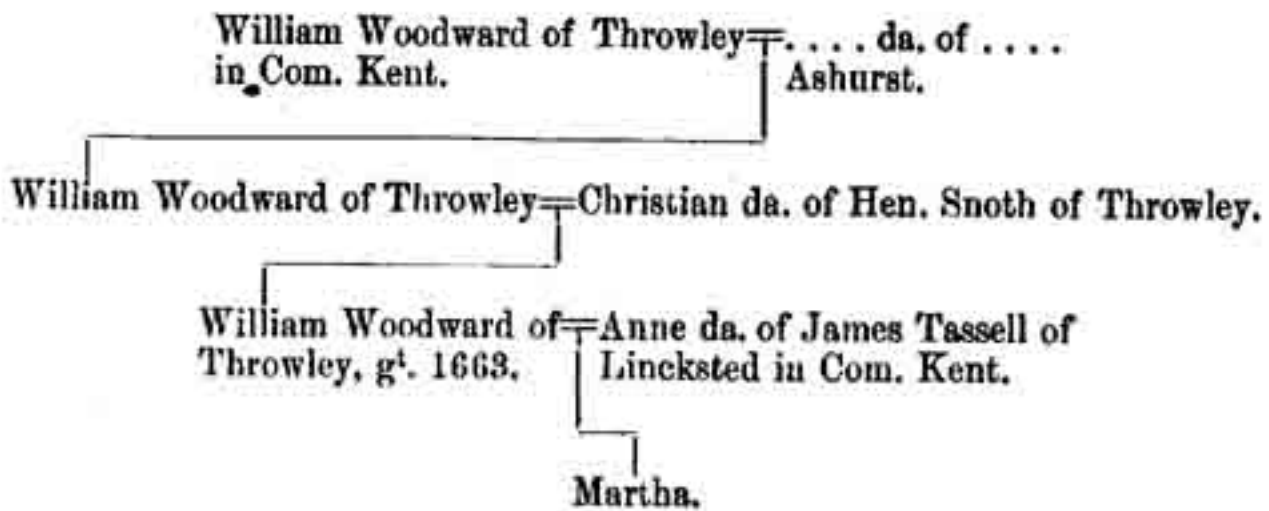 William Woodward of Throwley=. . . . da. of . . . .
in Com. Kent. Ashurst.
William Woodward of Throwley=Christian da. of Hen. Snoth of Throwley.
William Woodward of=Anne da. of James Tassell of
Throwley, gᵗ. 1663. Lincksted in Com. Kent.
Martha.